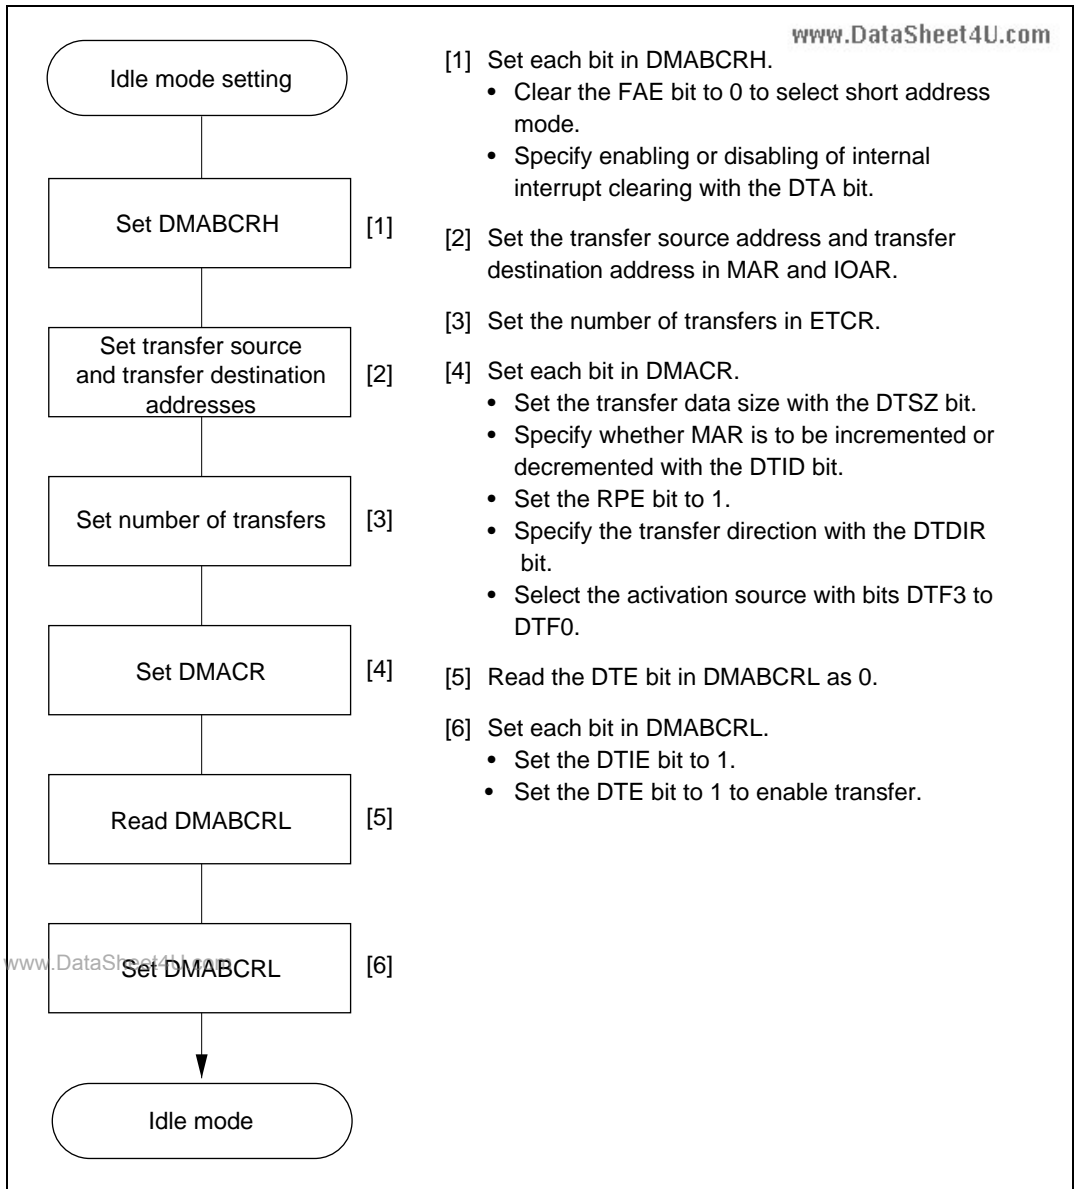 www.DataSheet4U.com
Idle mode setting
Set DMABCRH
[1]
Set transfer source
and transfer destination
addresses
[2]
Set number of transfers
[3]
Set DMACR
[4]
Read DMABCRL
[5]
www.DataSheet4U.com
Set DMABCRL
[6]
Idle mode
[1] Set each bit in DMABCRH.
• Clear the FAE bit to 0 to select short address
mode.
• Specify enabling or disabling of internal
interrupt clearing with the DTA bit.
[2] Set the transfer source address and transfer
destination address in MAR and IOAR.
[3] Set the number of transfers in ETCR.
[4] Set each bit in DMACR.
• Set the transfer data size with the DTSZ bit.
• Specify whether MAR is to be incremented or
decremented with the DTID bit.
• Set the RPE bit to 1.
• Specify the transfer direction with the DTDIR
bit.
• Select the activation source with bits DTF3 to
DTF0.
[5] Read the DTE bit in DMABCRL as 0.
[6] Set each bit in DMABCRL.
• Set the DTIE bit to 1.
• Set the DTE bit to 1 to enable transfer.